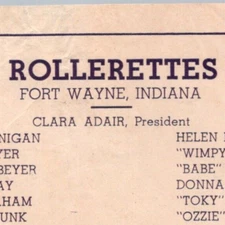 ROLLERETTES
FORT WAYNE, INDIANA
CLARA ADAIR, President
NIGAN
YER
BEYER
AY
HAM
UNK
HELEN
"WIMPY
"BABE"
DONNA
"TOKY"
"OZZIE"